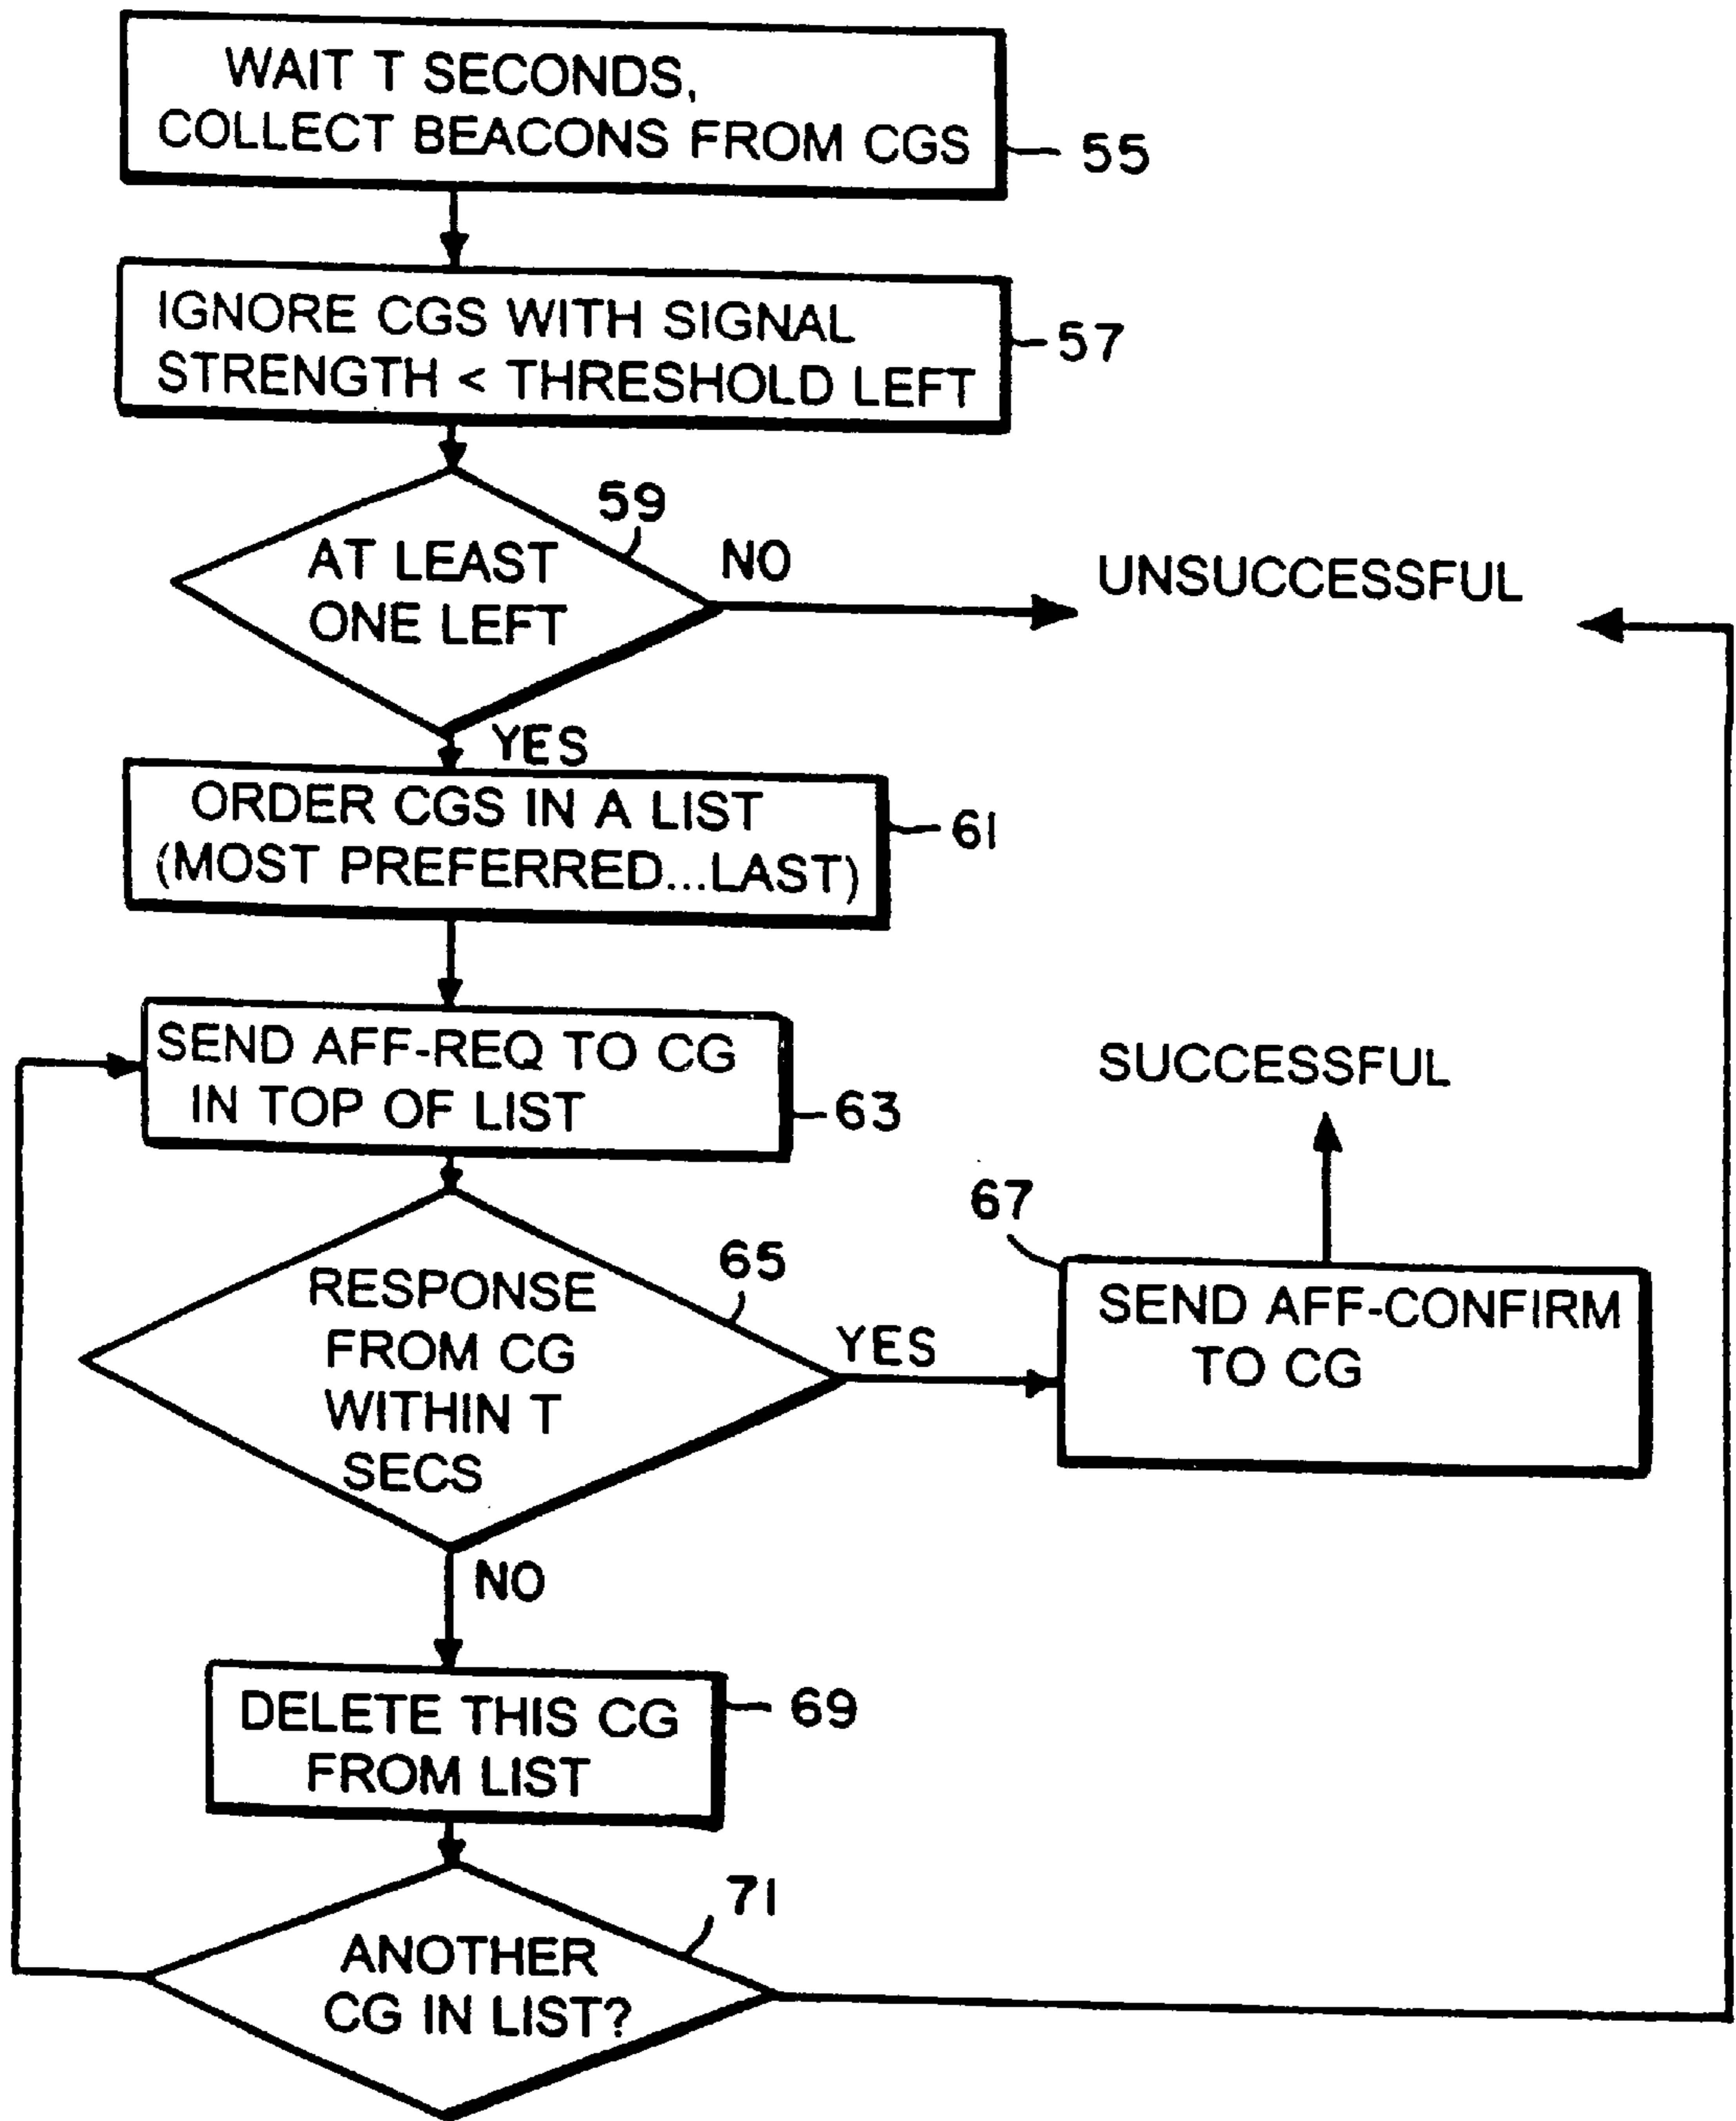 WAIT T SECONDS,
COLLECT BEACONS FROM CGS
55
IGNORE CGS WITH SIGNAL
STRENGTH < THRESHOLD LEFT
57
59
AT LEAST
ONE LEFT
NO
UNSUCCESSFUL
YES
ORDER CGS IN A LIST
(MOST PREFERRED...LAST)
61
SEND AFF-REQ TO CG
IN TOP OF LIST
63
SUCCESSFUL
67
65
RESPONSE
FROM CG
WITHIN T
SECS
YES
SEND AFF-CONFIRM
TO CG
NO
DELETE THIS CG
FROM LIST
69
71
ANOTHER
CG IN LIST?